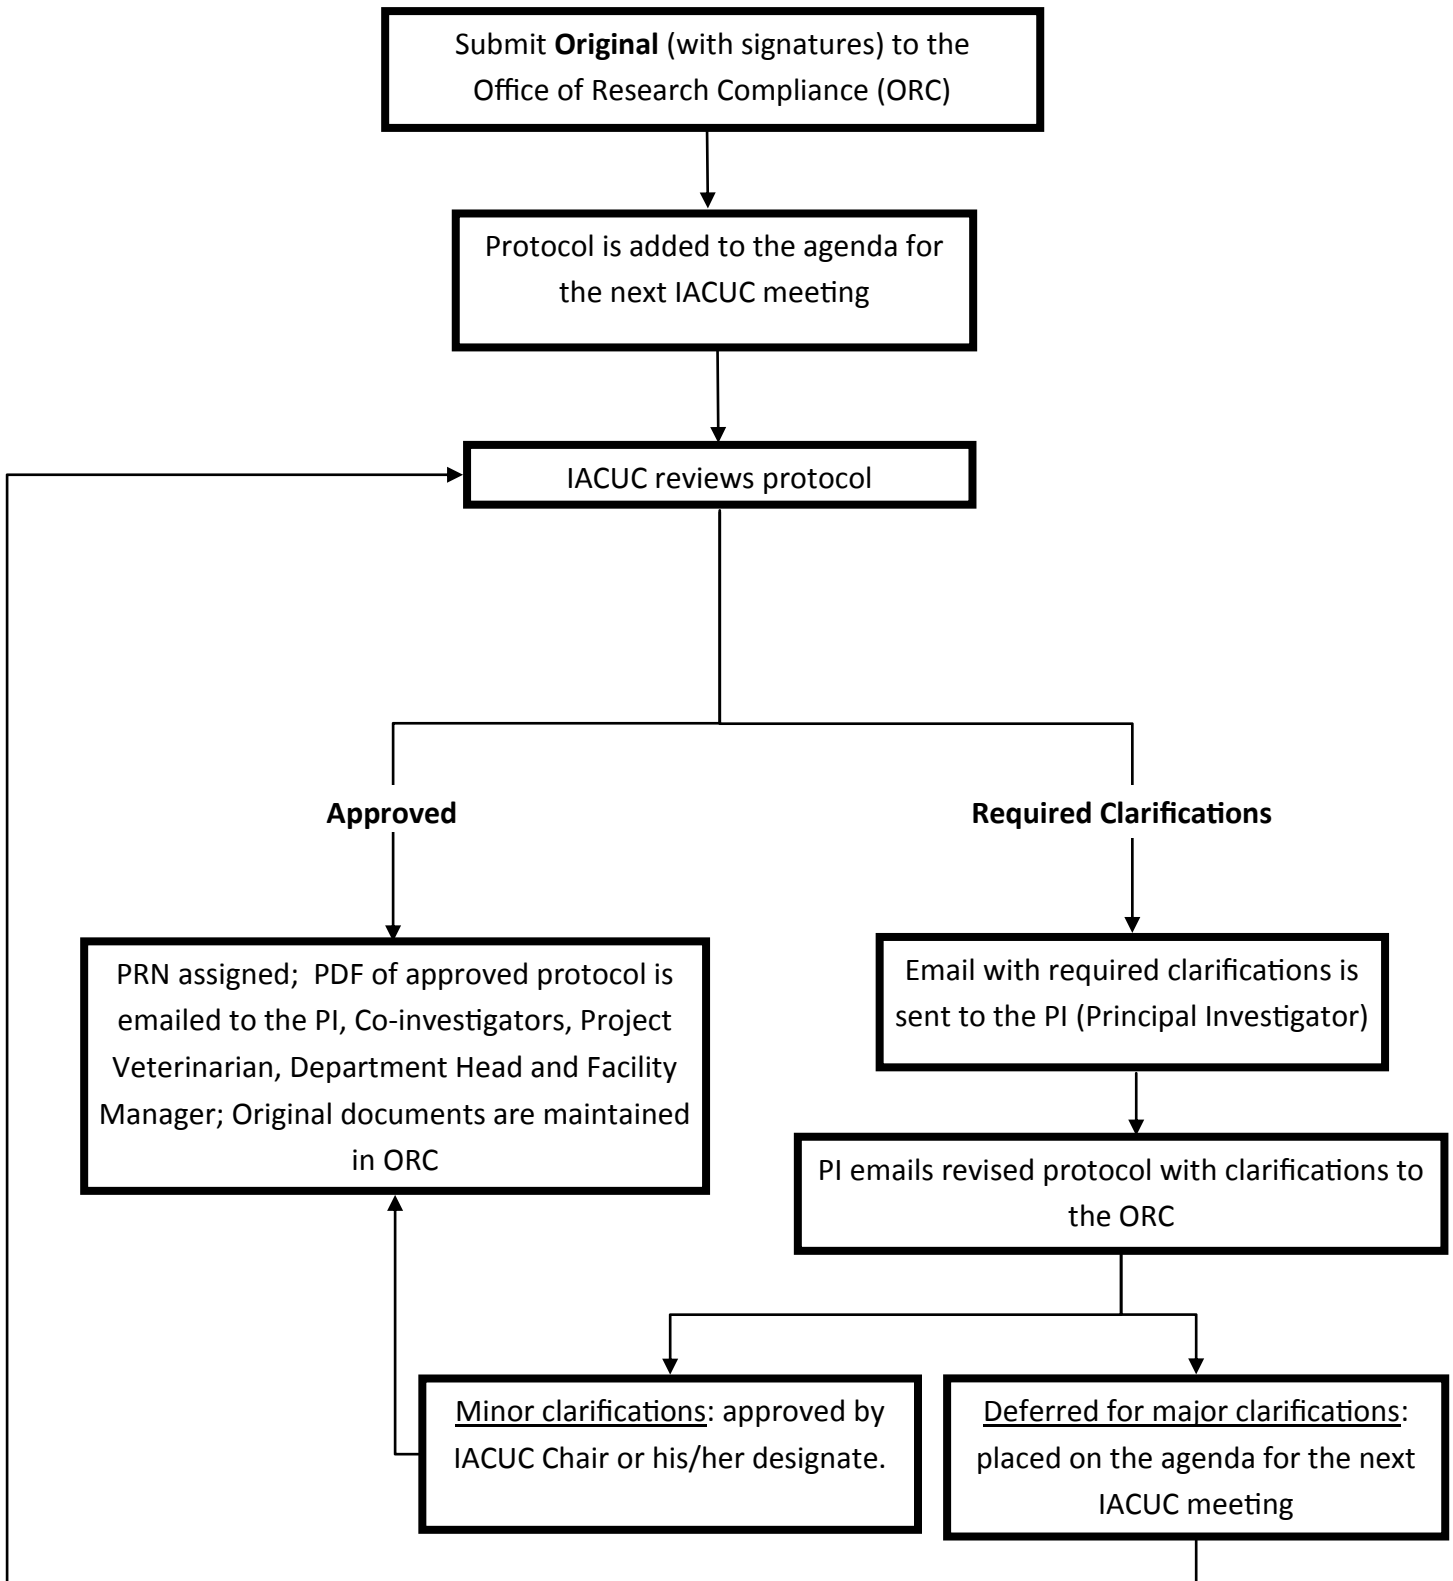 Submit Original (with signatures) to the
Office of Research Compliance (ORC)
Protocol is added to the agenda for
the next IACUC meeting
IACUC reviews protocol
Approved
Required Clarifications
PRN assigned;  PDF of approved protocol is
emailed to the PI, Co-investigators, Project
Veterinarian, Department Head and Facility
Manager; Original documents are maintained
in ORC
Email with required clarifications is
sent to the PI (Principal Investigator)
PI emails revised protocol with clarifications to
the ORC
Minor clarifications: approved by
IACUC Chair or his/her designate.
Deferred for major clarifications:
placed on the agenda for the next
IACUC meeting